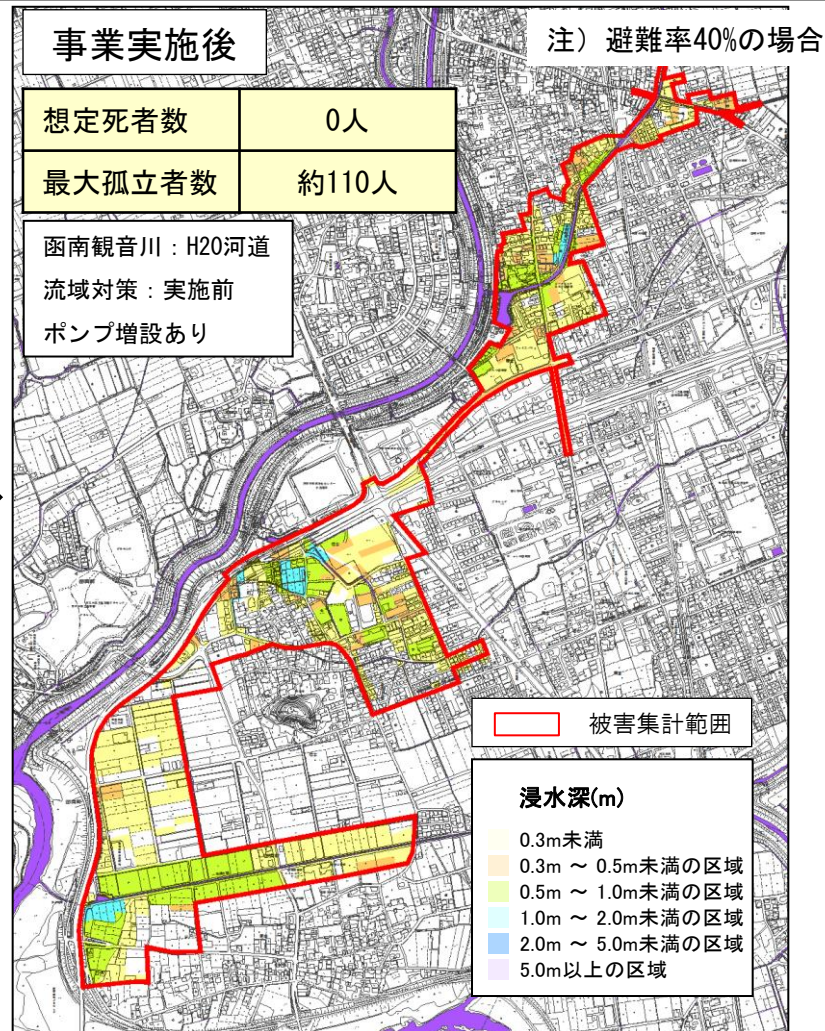 事業実施後
注）避難率40%の場合
想定死者数 0人
最大孤立者数 約110人
函南観音川：H20河道
流域対策：実施前
ポンプ増設あり
被害集計範囲
浸水深(m)
0.3m未満
0.3m ～ 0.5m未満の区域
0.5m ～ 1.0m未満の区域
1.0m ～ 2.0m未満の区域
2.0m ～ 5.0m未満の区域
5.0m以上の区域